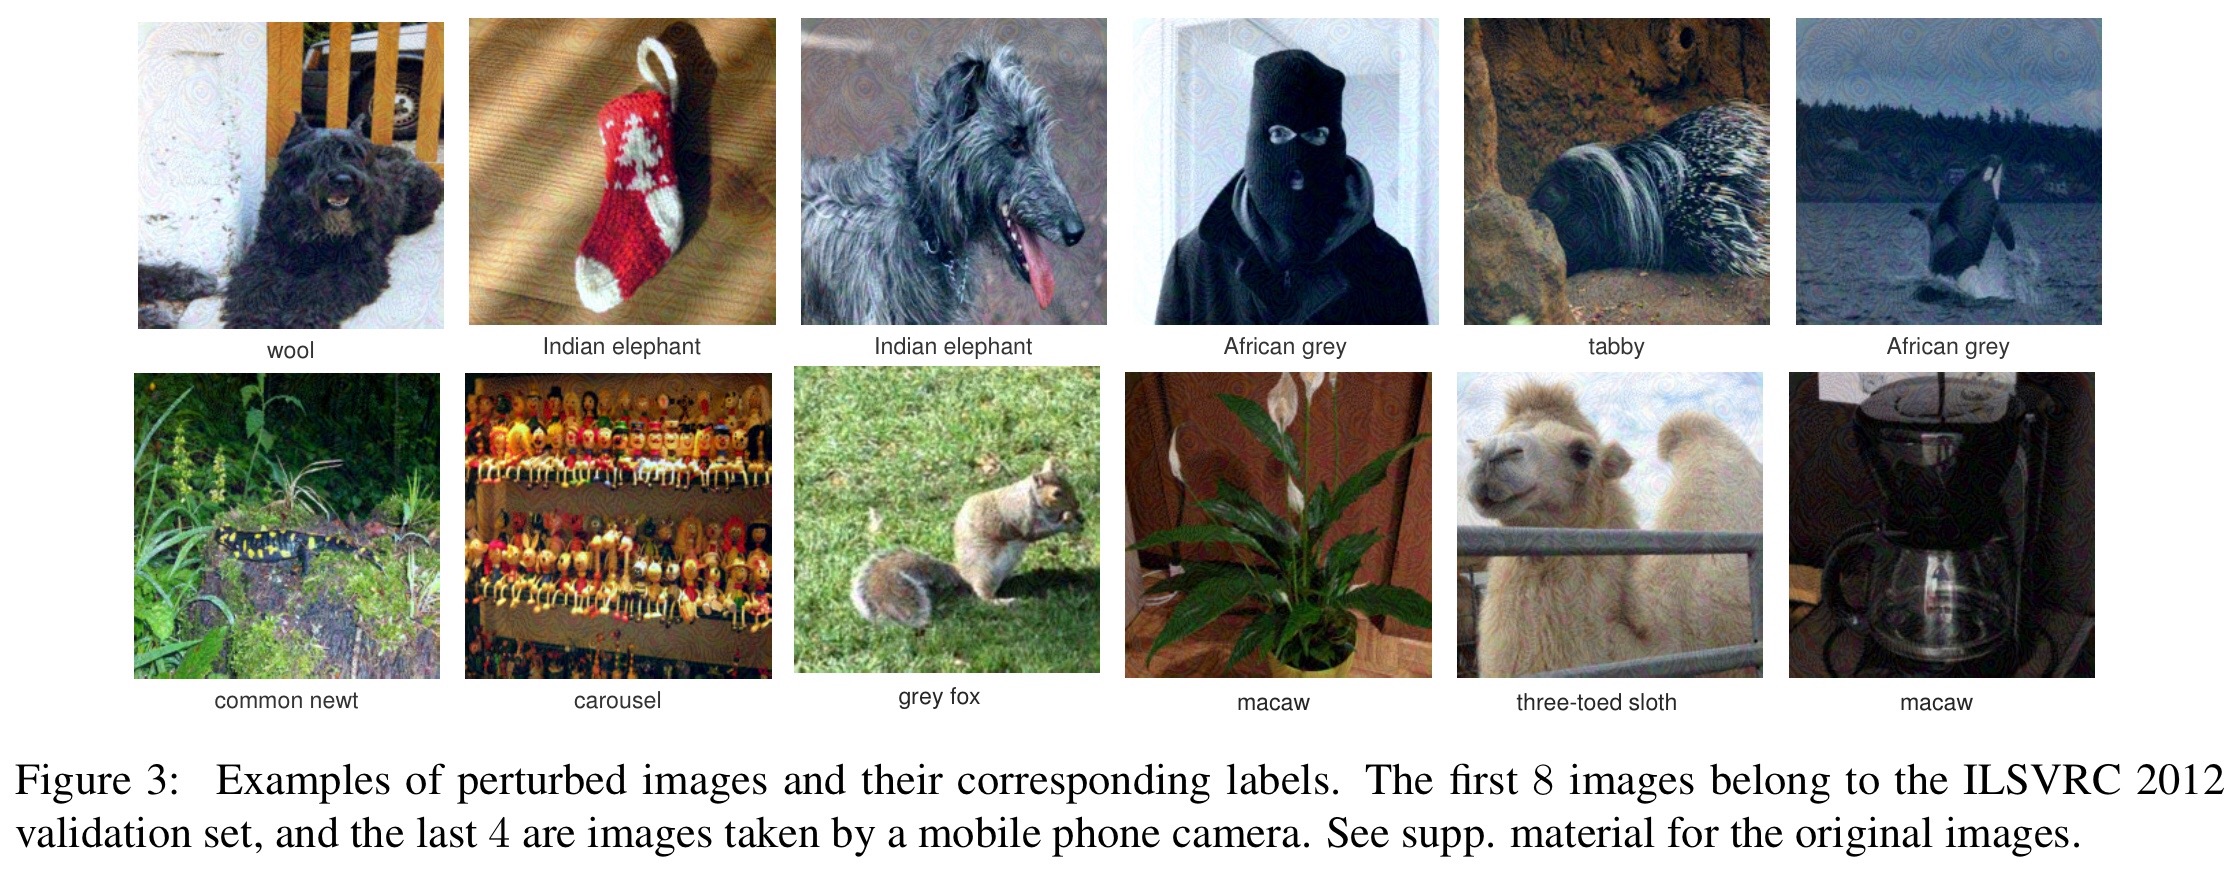 wool
Indian elephant
Indian elephant
African grey
tabby
African grey
common newt
carousel
grey fox
macaw
three-toed sloth
macaw
Figure 3: Examples of perturbed images and their corresponding labels. The first 8 images belong to the ILSVRC 2012
validation set, and the last 4 are images taken by a mobile phone camera. See supp. material for the original images.